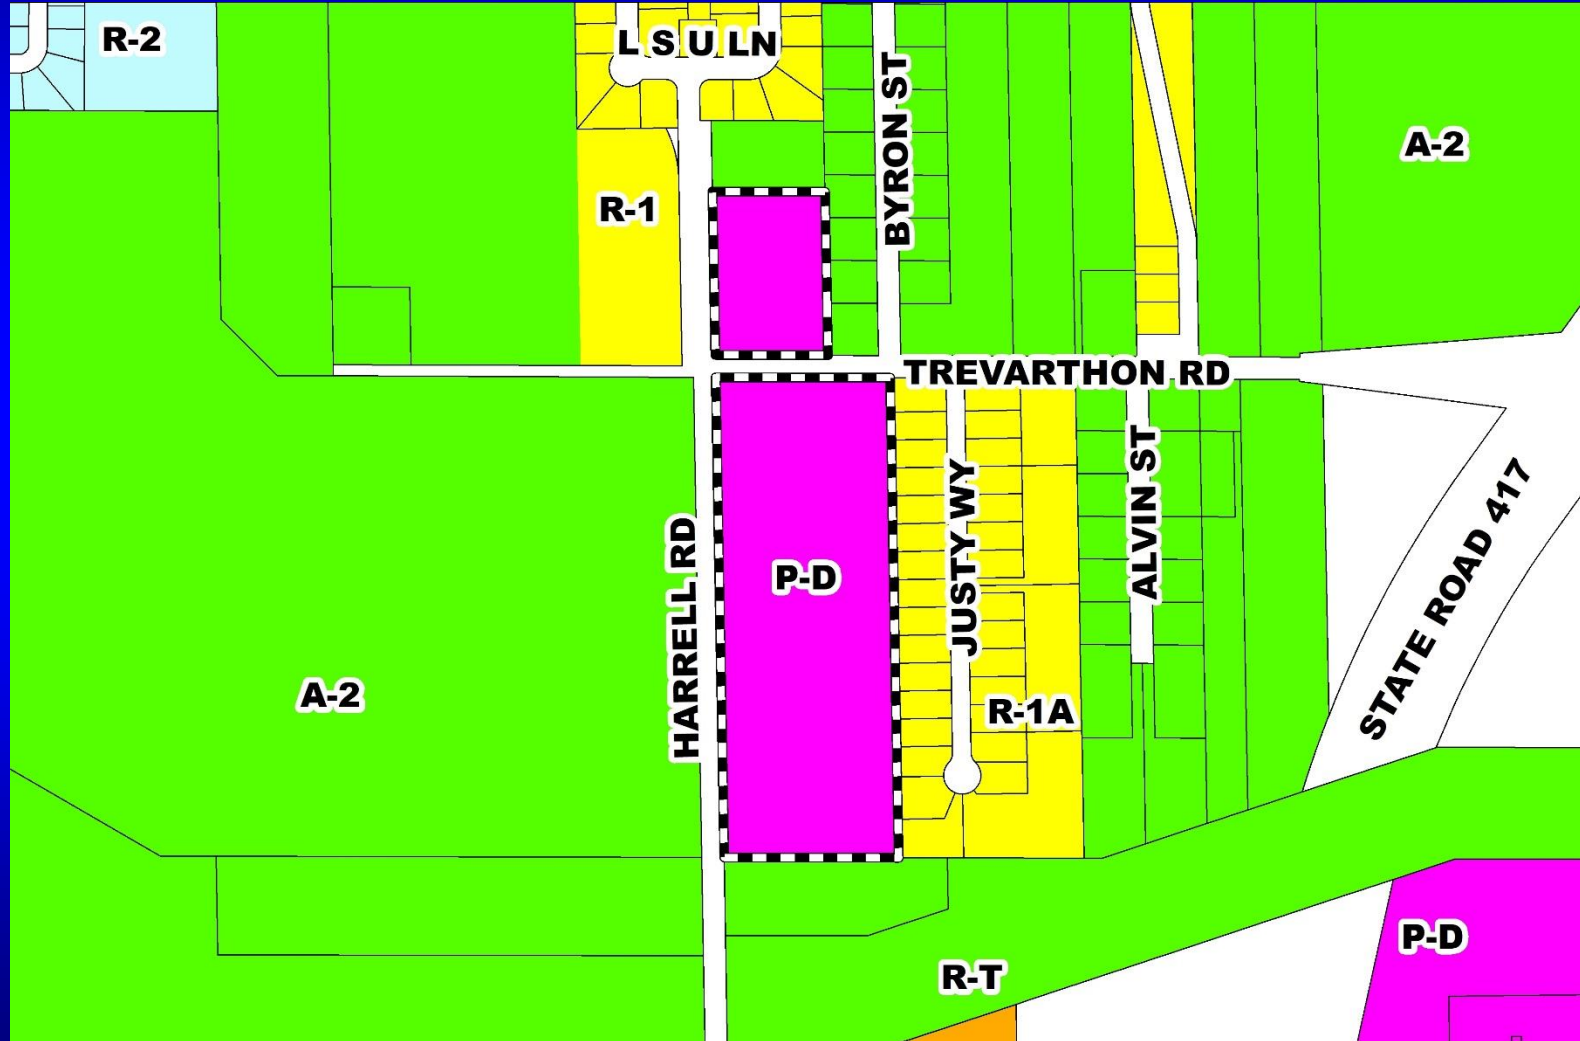 R-2
L S U LN
BYRON ST
A-2
R-1
TREVARTHON RD
HARRELL RD
P-D
JUSTY WY
ALVIN ST
STATE ROAD 417
A-2
R-1A
P-D
R-T